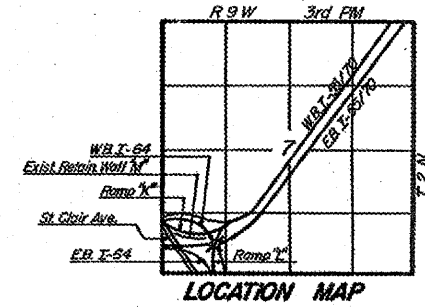 R 9 W 3rd PM
W.B. I-55/70
E.B. I-55/70
7
T 2 N
W.B. I-64
Exist. Retain Wall "M"
Ramp "K"
St. Clair Ave.
E.B. I-64
Ramp "L"
LOCATION MAP